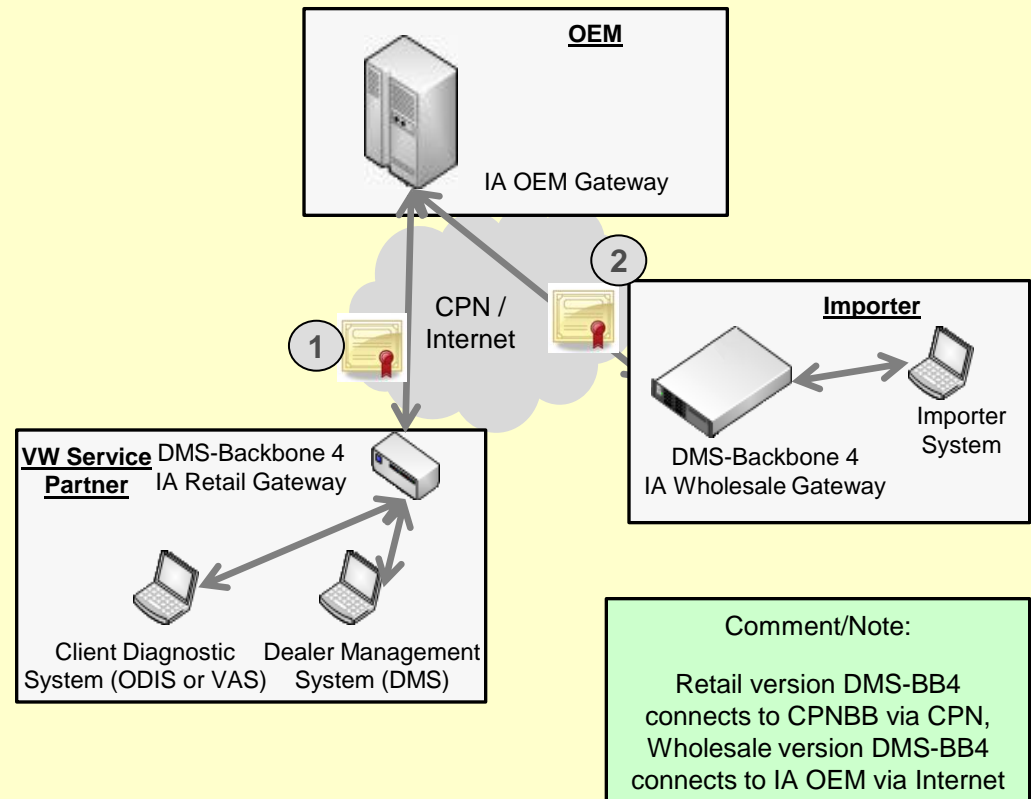 OEM
IA OEM Gateway
2
CPN /
Internet
1
Importer
Importer
System
DMS-Backbone 4
IA Wholesale Gateway
VW Service
Partner
DMS-Backbone 4
IA Retail Gateway
Client Diagnostic
System (ODIS or VAS)
Dealer Management
System (DMS)
Comment/Note:
Retail version DMS-BB4
connects to CPNBB via CPN,
Wholesale version DMS-BB4
connects to IA OEM via Internet